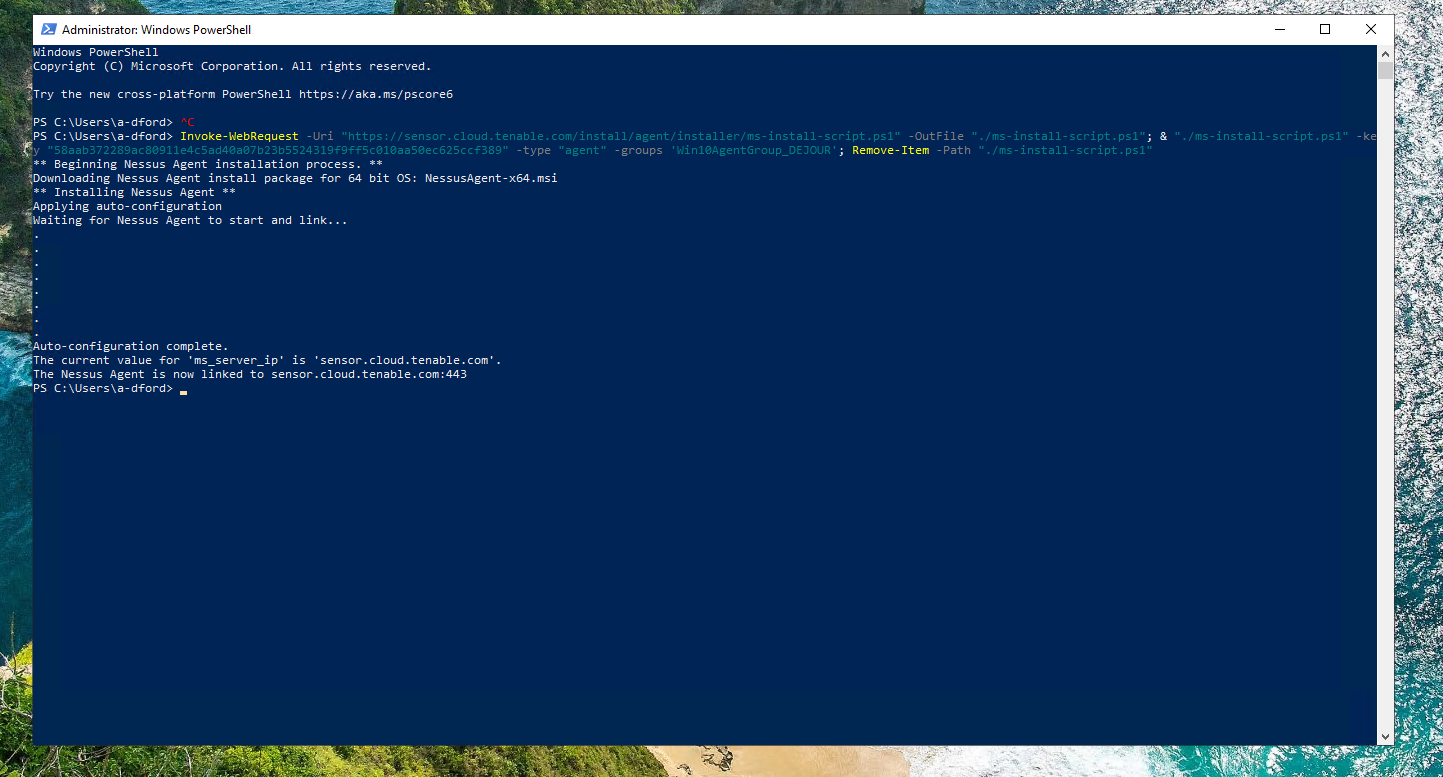 Administrator: Windows PowerShell
Windows PowerShell
Copyright (C) Microsoft Corporation. All rights reserved.
Try the new cross-platform PowerShell https://aka.ms/pscore6
PS C:\Users\a-dford> ^C
PS C:\Users\a-dford> Invoke-WebRequest -Uri "https://sensor.cloud.tenable.com/install/agent/installer/ms-install-script.ps1" -OutFile "./ms-install-script.ps1"; & "./ms-install-script.ps1" -ke
y "58aab372289ac80911e4c5ad40a07b23b5524319f9ff5c010aa50ec625ccf389" -type "agent" -groups 'Win10AgentGroup_DEJOUR'; Remove-Item -Path "./ms-install-script.ps1"
** Beginning Nessus Agent installation process. **
Downloading Nessus Agent install package for 64 bit OS: NessusAgent-x64.msi
** Installing Nessus Agent **
Applying auto-configuration
Waiting for Nessus Agent to start and link...
.
.
.
.
.
.
.
.
Auto-configuration complete.
The current value for 'ms_server_ip' is 'sensor.cloud.tenable.com'.
The Nessus Agent is now linked to sensor.cloud.tenable.com:443
PS C:\Users\a-dford>